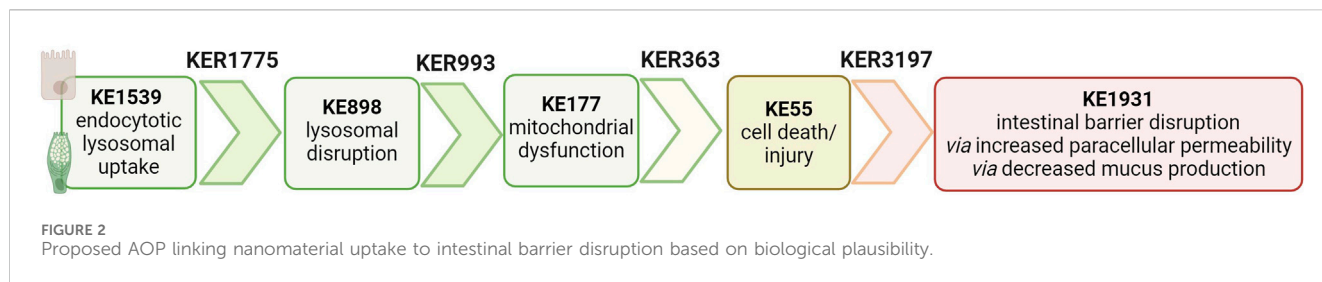 KER1775
KER993
KER363
KER3197
KE1539
endocytotic
lysosomal
uptake
KE898
lysosomal
disruption
KE177
mitochondrial
dysfunction
KE55
cell death/
injury
KE1931
intestinal barrier disruption
via increased paracellular permeability
via decreased mucus production
FIGURE 2
Proposed AOP linking nanomaterial uptake to intestinal barrier disruption based on biological plausibility.